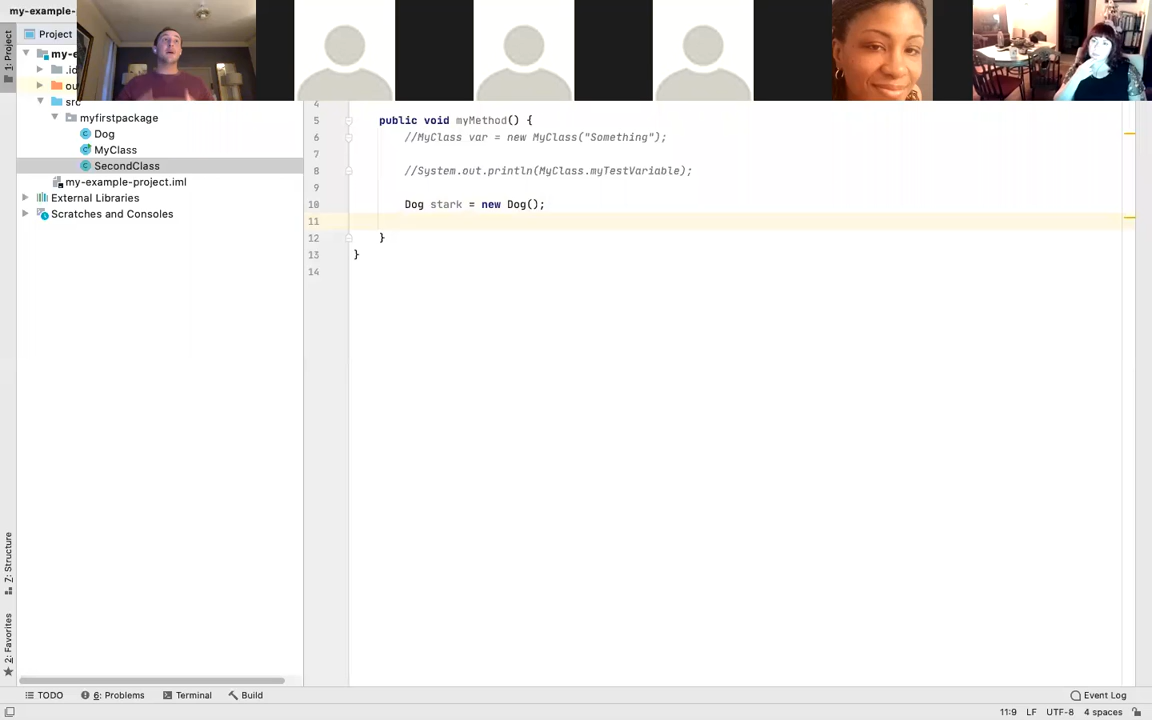 my-example-
1: Project
Project
my-e
.id
ou
src
myfirstpackage
Dog
MyClass
SecondClass
my-example-project.iml
External Libraries
Scratches and Consoles
4
5 public void myMethod() {
6 //MyClass var = new MyClass("Something");
7
8 //System.out.println(MyClass.myTestVariable);
9
10 Dog stark = new Dog();
11
12 }
13 }
14
7: Structure
2: Favorites
TODO 6: Problems Terminal Build Event Log
11:9 LF UTF-8 4 spaces